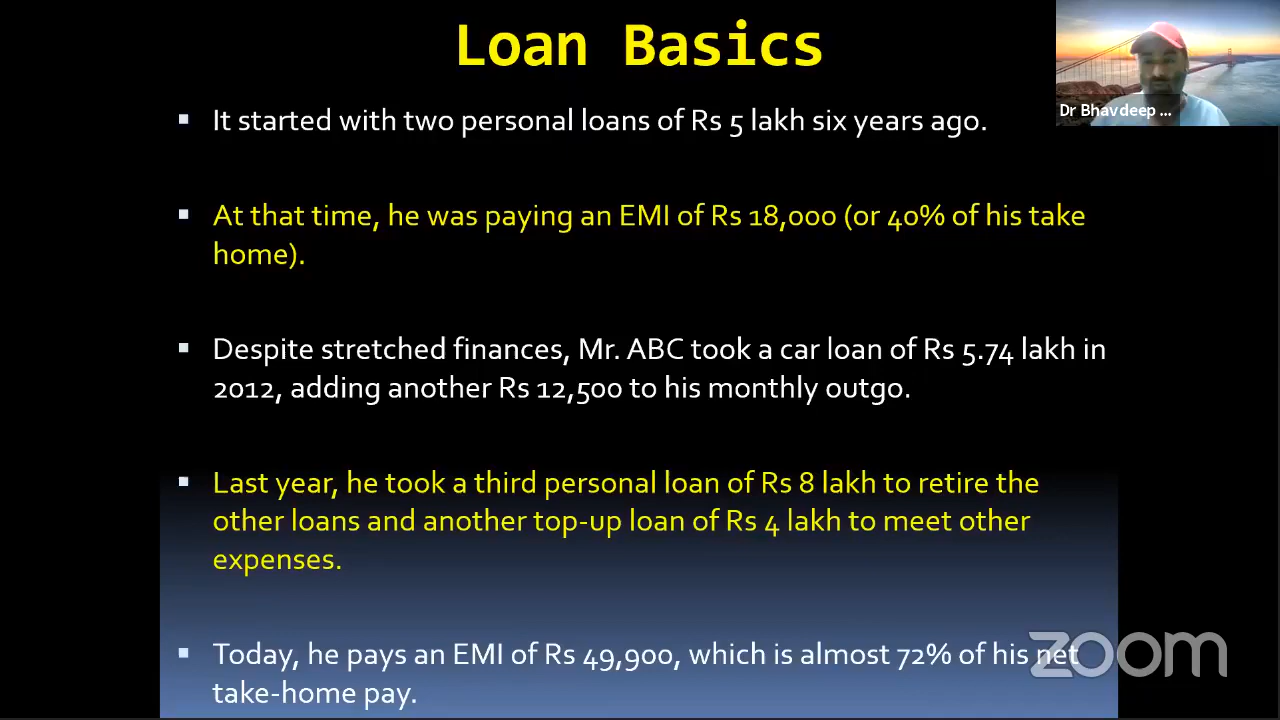 Loan Basics
Dr Bhavdeep ...
It started with two personal loans of Rs 5 lakh six years ago.
At that time, he was paying an EMI of Rs 18,000 (or 40% of his take
home).
Despite stretched finances, Mr. ABC took a car loan of Rs 5.74 lakh in
2012, adding another Rs 12,500 to his monthly outgo.
Last year, he took a third personal loan of Rs 8 lakh to retire the
other loans and another top-up loan of Rs 4 lakh to meet other
expenses.
Today, he pays an EMI of Rs 49,900, which is almost 72% of his net
take-home pay.
zoom